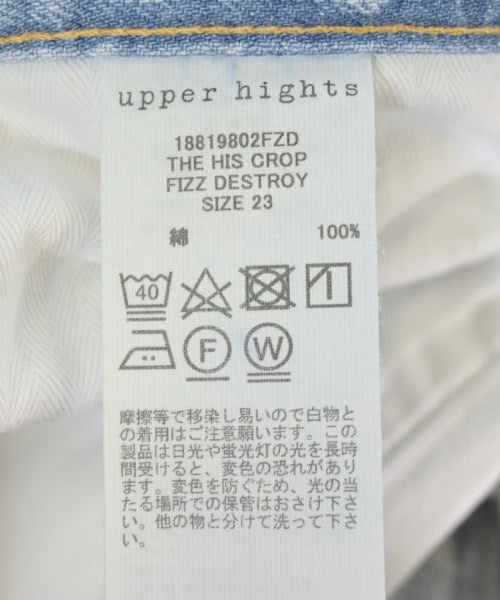 upper hights
18819802FZD
THE HIS CROP
FIZZ DESTROY
SIZE 23
綿 100%
40
F W
摩擦等で移染し易いので白物と
の着用はご注意願います。この
製品は日光や蛍光灯の光を長時
間受けると、変色の恐れがあり
ます。変色を防ぐため、光の当
たる場所での保管はおさけ下さ
い。他の物と分けて洗って下さ
い。